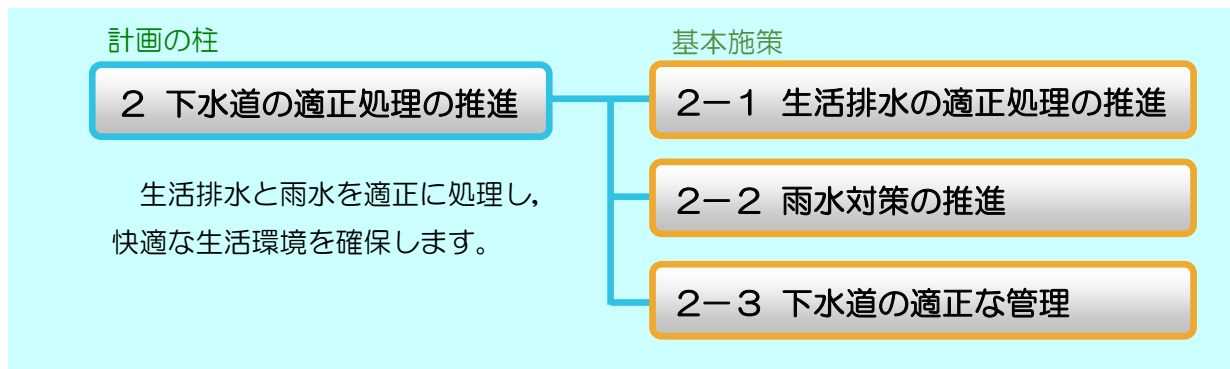 計画の柱
２ 下水道の適正処理の推進
生活排水と雨水を適正に処理し，
快適な生活環境を確保します。
基本施策
２－１ 生活排水の適正処理の推進
２－２ 雨水対策の推進
２－３ 下水道の適正な管理